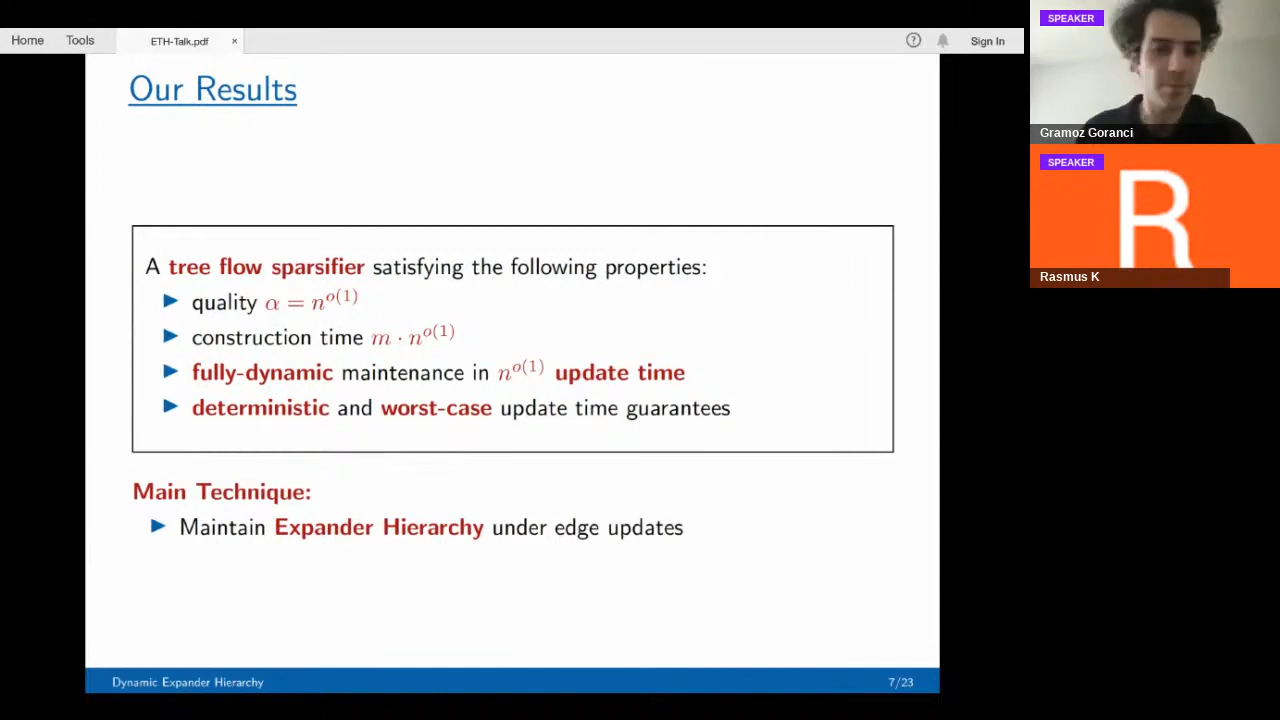 Home Tools ETH-Talk.pdf × ? Sign In
Our Results
A tree flow sparsifier satisfying the following properties:
▶ quality α = n^{o(1)}
▶ construction time m · n^{o(1)}
▶ fully-dynamic maintenance in n^{o(1)} update time
▶ deterministic and worst-case update time guarantees
Main Technique:
▶ Maintain Expander Hierarchy under edge updates
Dynamic Expander Hierarchy 7/23
SPEAKER
Gramoz Goranci
SPEAKER
R
Rasmus K